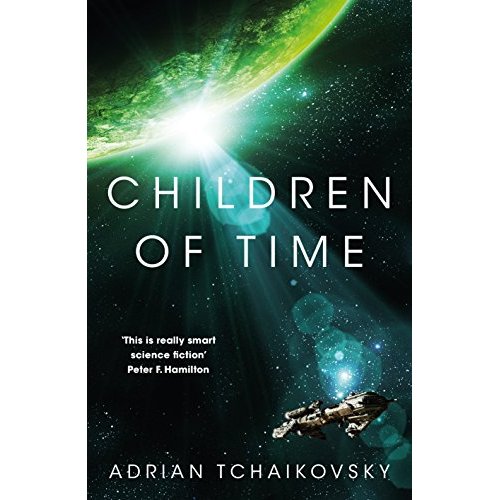 CHILDREN
OF TIME
‘This is really smart
science fiction’
Peter F. Hamilton
ADRIAN TCHAIKOVSKY